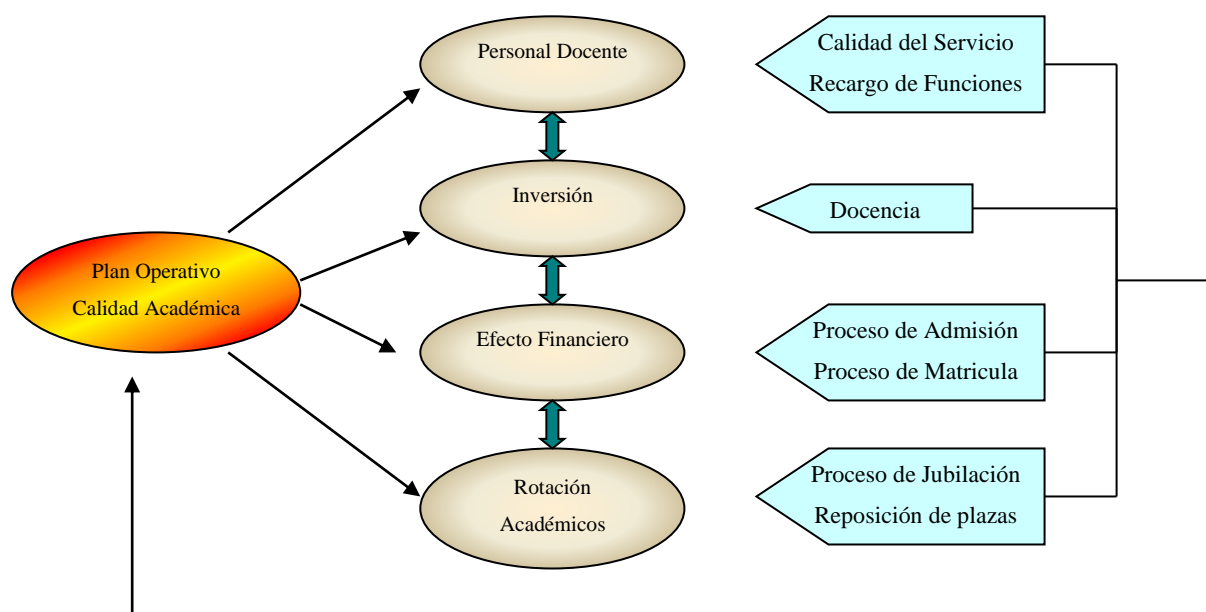 Personal Docente
Calidad del Servicio
Recargo de Funciones
Inversión
Docencia
Plan Operativo
Calidad Académica
Efecto Financiero
Proceso de Admisión
Proceso de Matricula
Rotación
Académicos
Proceso de Jubilación
Reposición de plazas